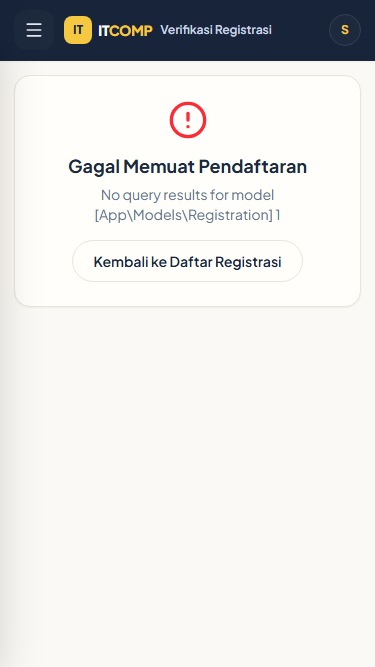 IT ITCOMP Verifikasi Registrasi S
Gagal Memuat Pendaftaran
No query results for model
[App\Models\Registration] 1
Kembali ke Daftar Registrasi